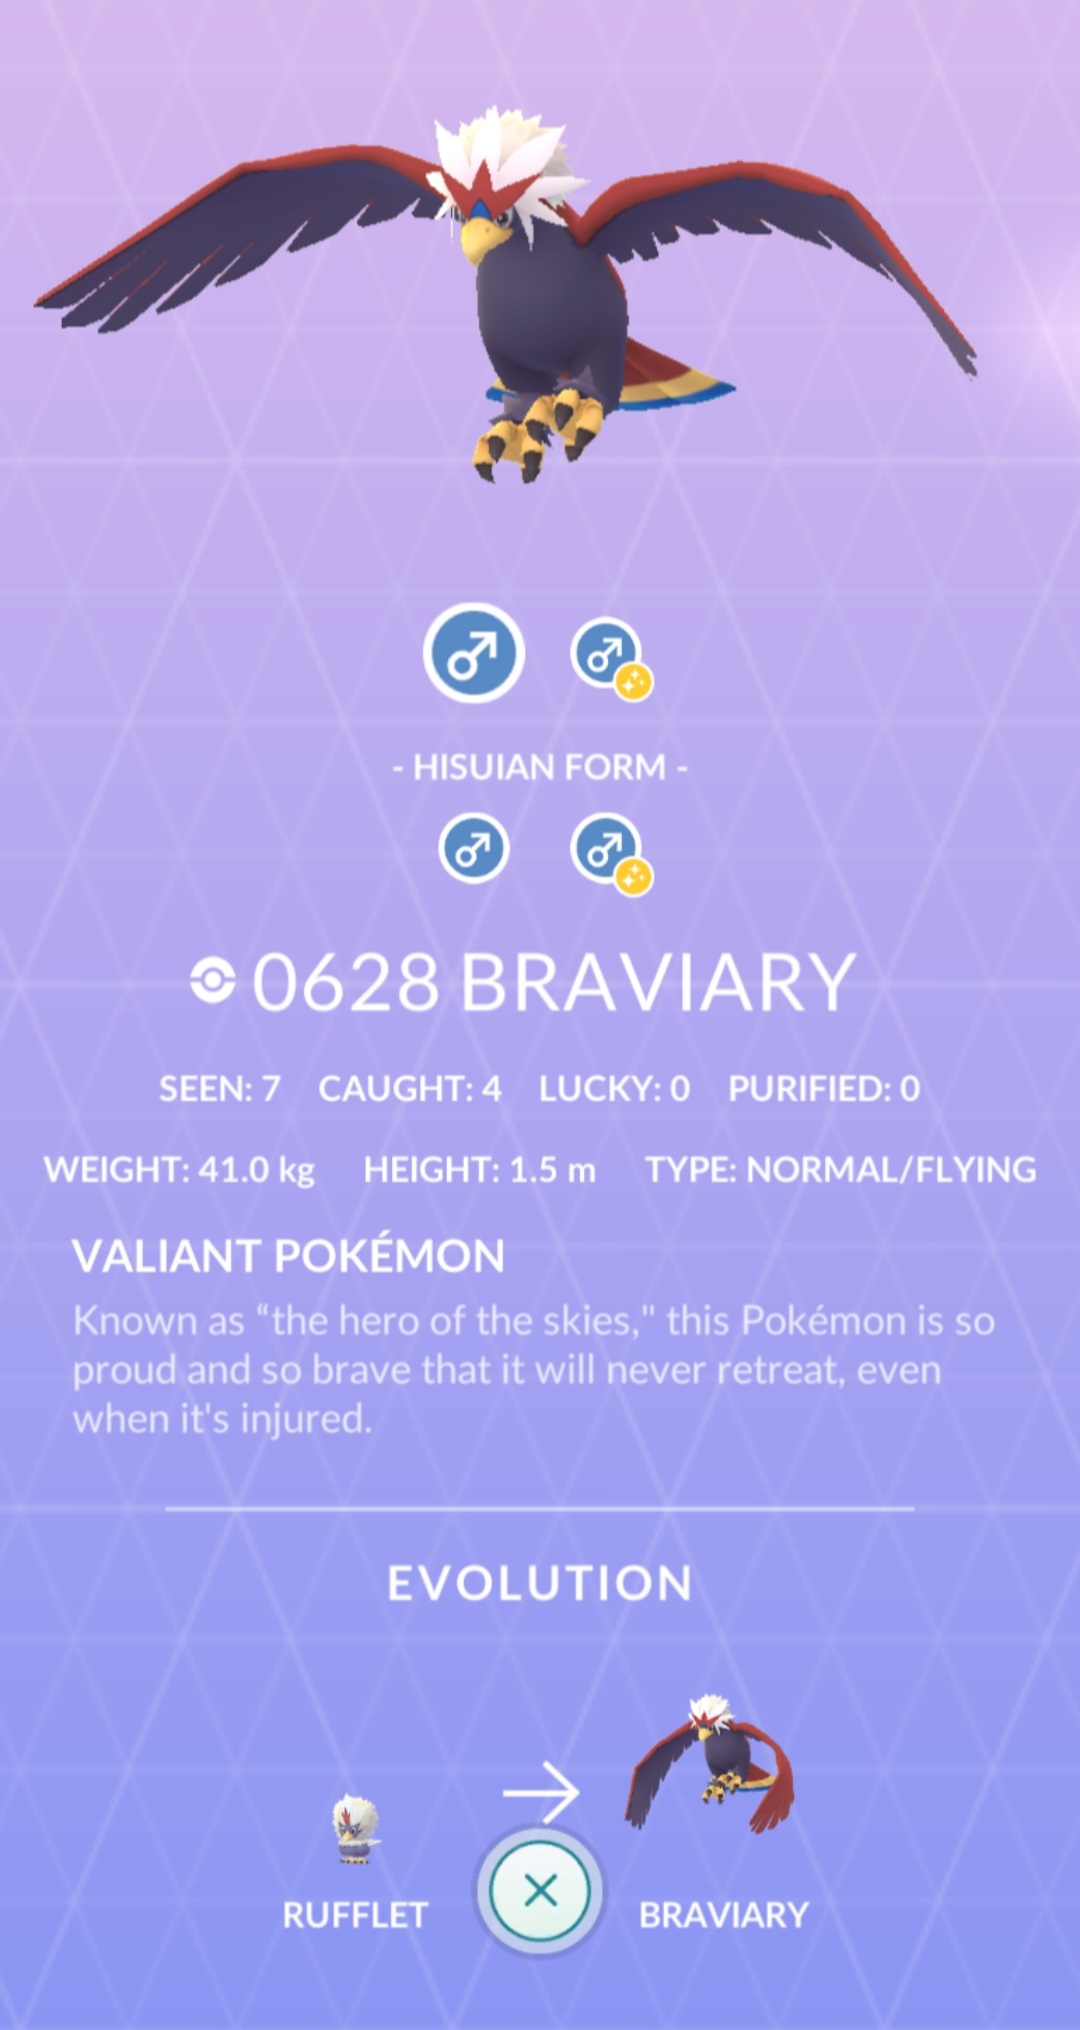 - HISUIAN FORM -
0628 BRAVIARY
SEEN: 7 CAUGHT: 4 LUCKY: 0 PURIFIED: 0
WEIGHT: 41.0 kg HEIGHT: 1.5 m TYPE: NORMAL/FLYING
VALIANT POKÉMON
Known as “the hero of the skies," this Pokémon is so
proud and so brave that it will never retreat, even
when it's injured.
EVOLUTION
RUFFLET BRAVIARY